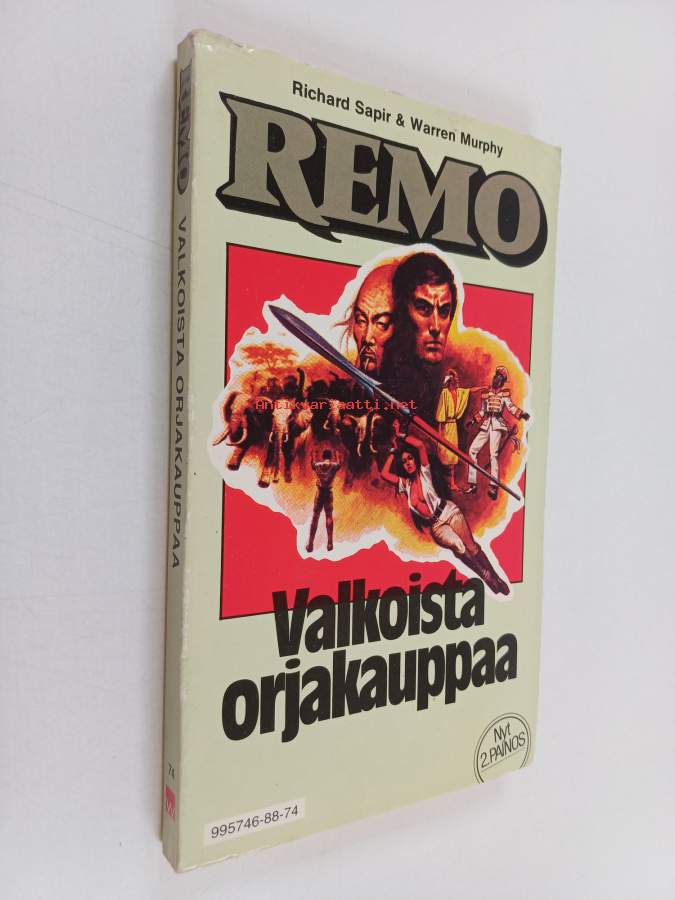 Richard Sapir & Warren Murphy
REMO
Antikvariaatti.net
Valkoista
orjakauppaa
Nyt
2. PAINOS
995746-88-74
REMO
VALKOISTA ORJAKAUPPAA
74